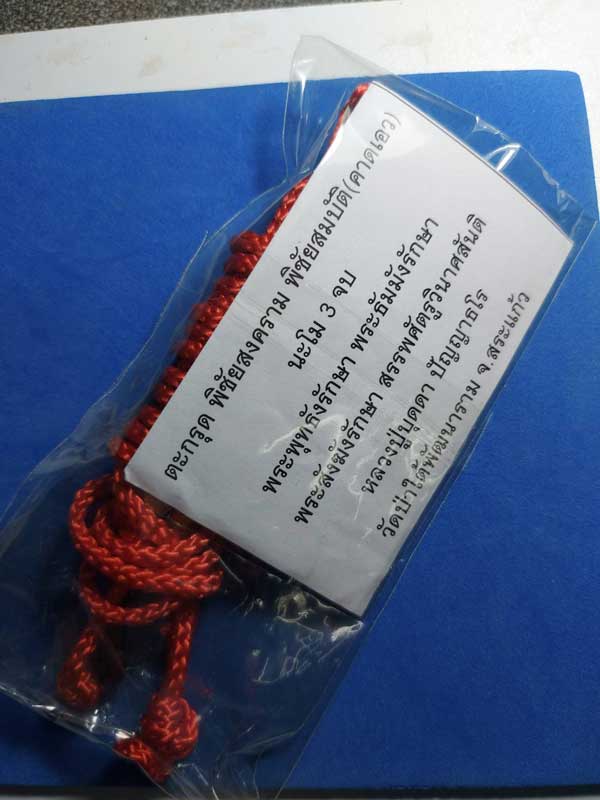 ตะกรุด พิชัยสงคราม พิชัยสมบัติ(คาดเอว)
นะโม 3 จบ
พระพุทธังรักษา พระธัมมังรักษา
พระสังฆังรักษา สรรพศัตรูวินาศสันติ
หลวงปู่บุดดา ปัญญาธโร
วัดป่าใต้พัฒนาราม จ.สระแก้ว